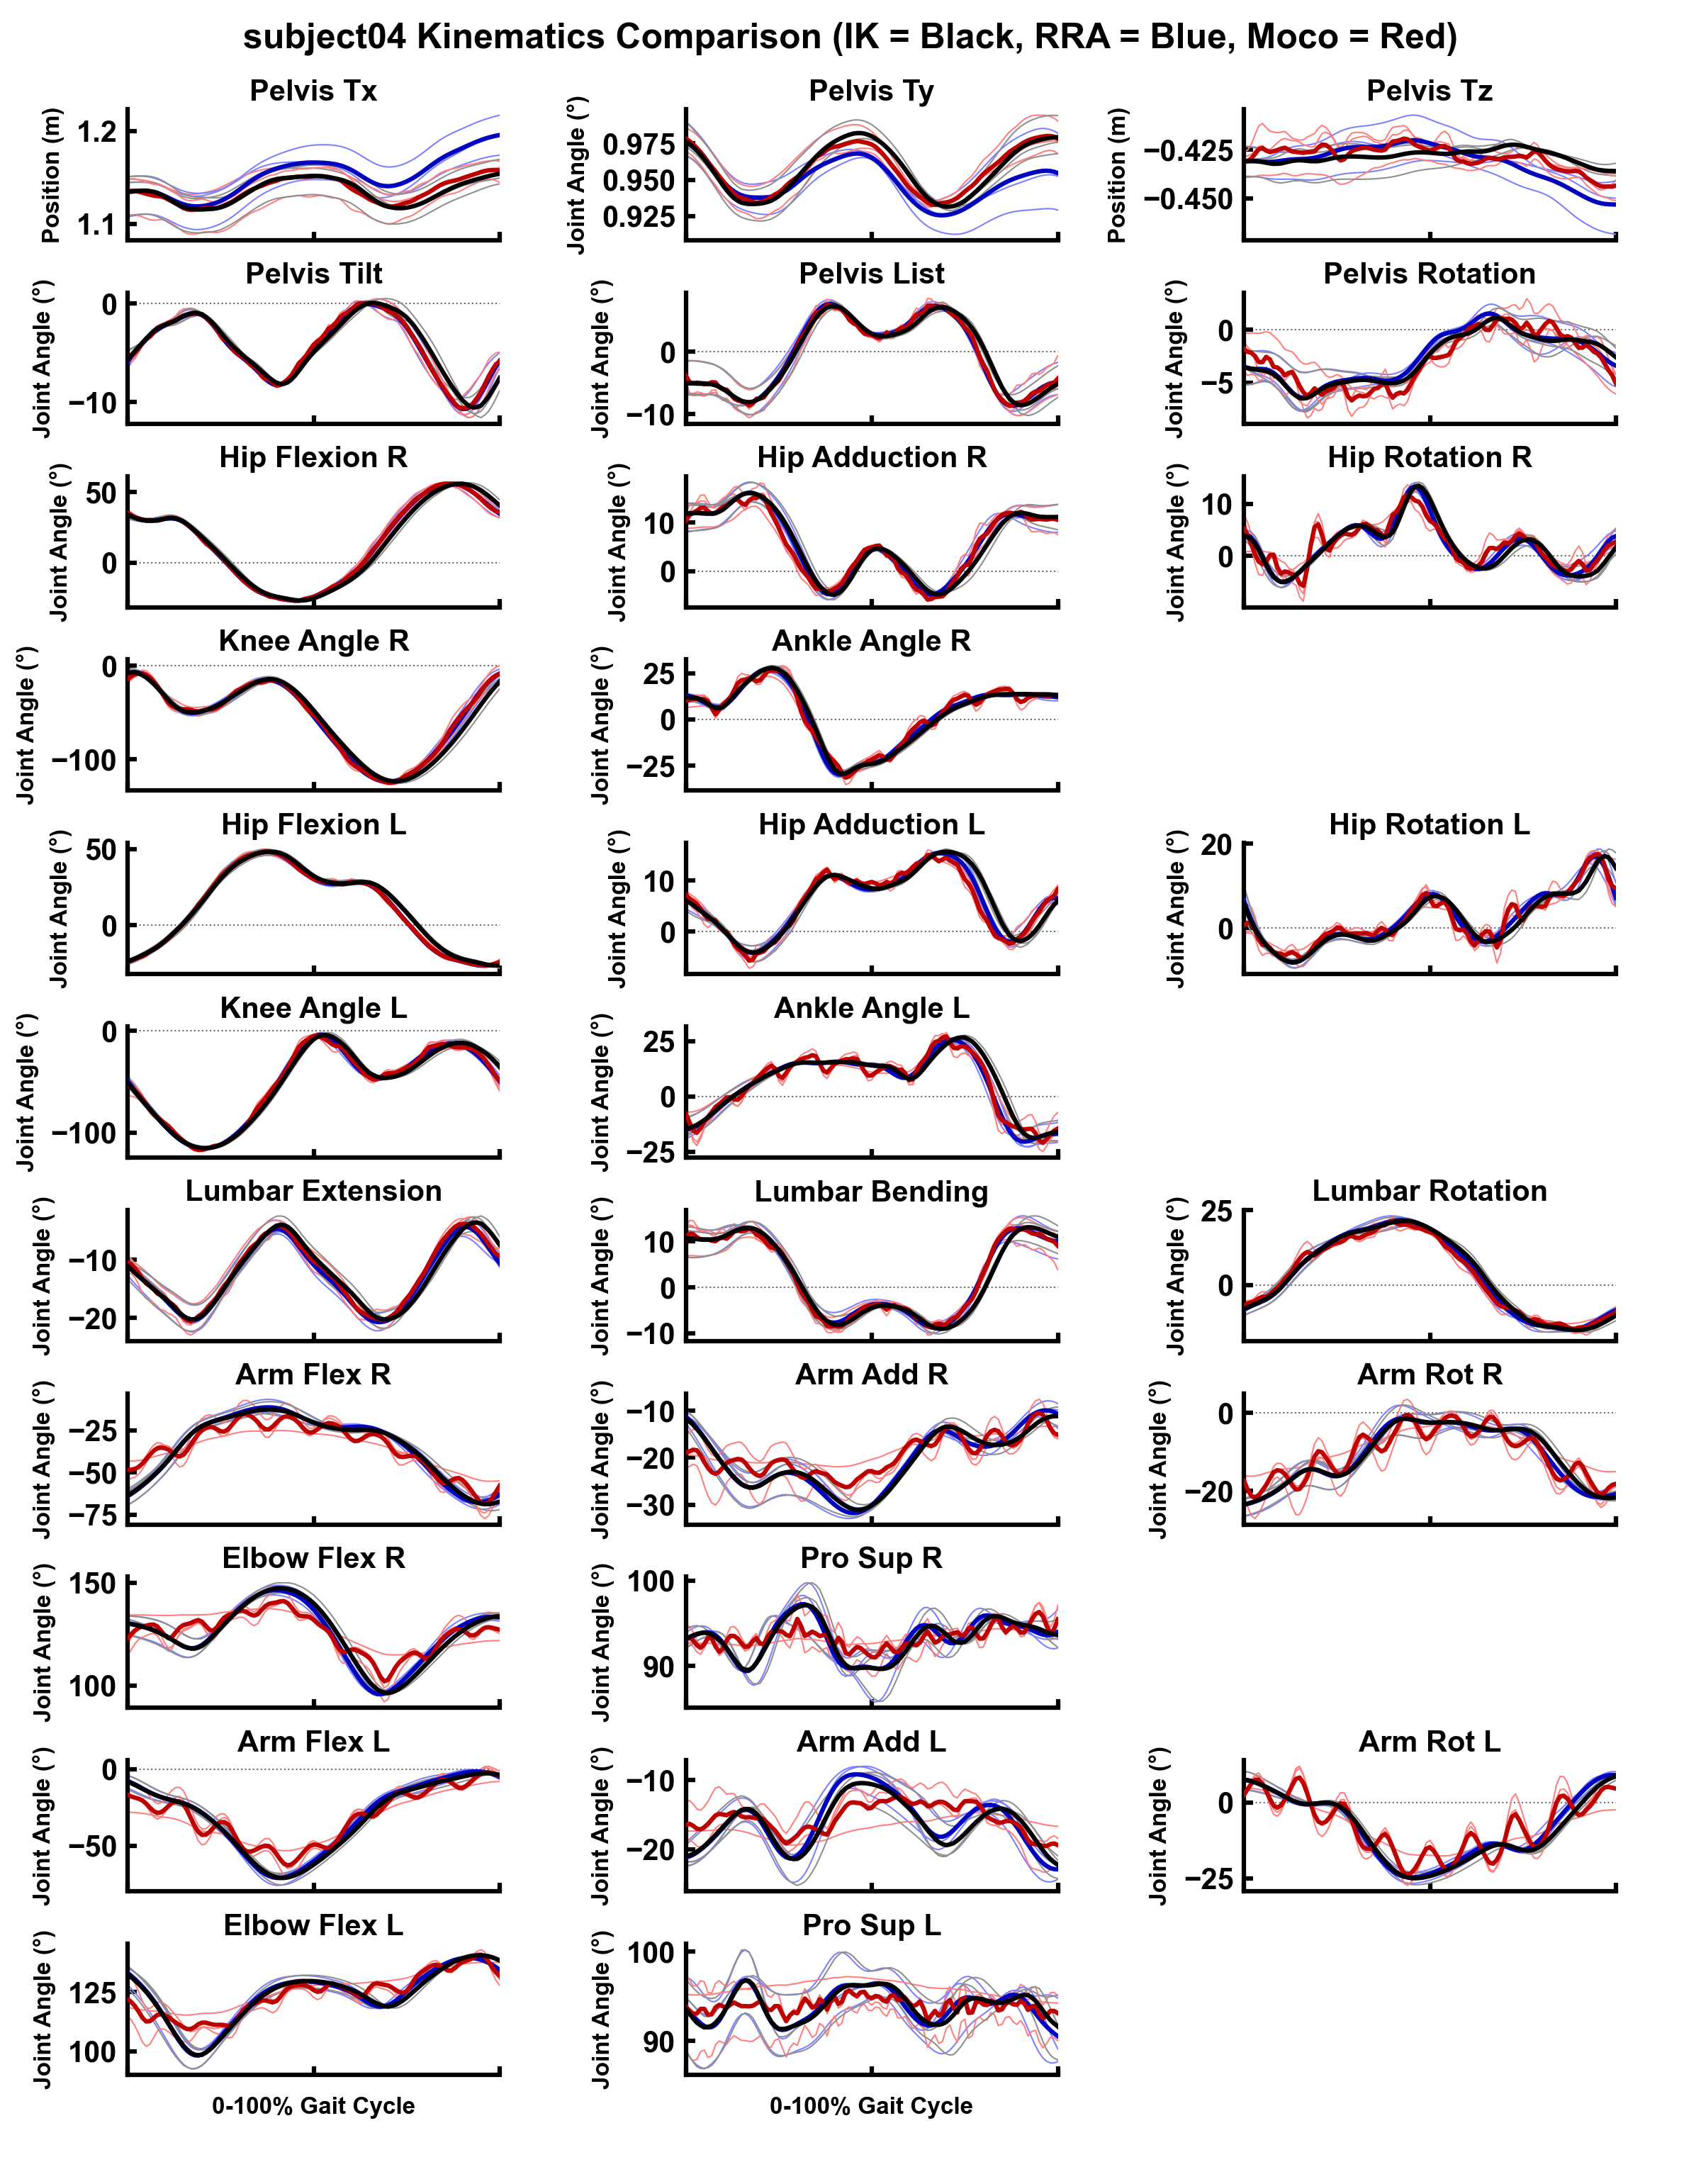 subject04 Kinematics Comparison (IK = Black, RRA = Blue, Moco = Red)
Pelvis Tx
Position (m)
1.2
1.1
Pelvis Ty
Joint Angle (°)
0.975
0.950
0.925
Pelvis Tz
Position (m)
−0.425
−0.450
Pelvis Tilt
Joint Angle (°)
0
−10
Pelvis List
Joint Angle (°)
0
−10
Pelvis Rotation
Joint Angle (°)
0
−5
Hip Flexion R
Joint Angle (°)
50
0
Hip Adduction R
Joint Angle (°)
10
0
Hip Rotation R
Joint Angle (°)
10
0
Knee Angle R
Joint Angle (°)
0
−100
Ankle Angle R
Joint Angle (°)
25
0
−25
Hip Flexion L
Joint Angle (°)
50
0
Hip Adduction L
Joint Angle (°)
10
0
Hip Rotation L
Joint Angle (°)
20
0
Knee Angle L
Joint Angle (°)
0
−100
Ankle Angle L
Joint Angle (°)
25
0
−25
Lumbar Extension
Joint Angle (°)
−10
−20
Lumbar Bending
Joint Angle (°)
10
0
−10
Lumbar Rotation
Joint Angle (°)
25
0
Arm Flex R
Joint Angle (°)
−25
−50
−75
Arm Add R
Joint Angle (°)
−10
−20
−30
Arm Rot R
Joint Angle (°)
0
−20
Elbow Flex R
Joint Angle (°)
150
100
Pro Sup R
Joint Angle (°)
100
90
Arm Flex L
Joint Angle (°)
0
−50
Arm Add L
Joint Angle (°)
−10
−20
Arm Rot L
Joint Angle (°)
0
−25
Elbow Flex L
Joint Angle (°)
125
100
0-100% Gait Cycle
Pro Sup L
Joint Angle (°)
100
90
0-100% Gait Cycle